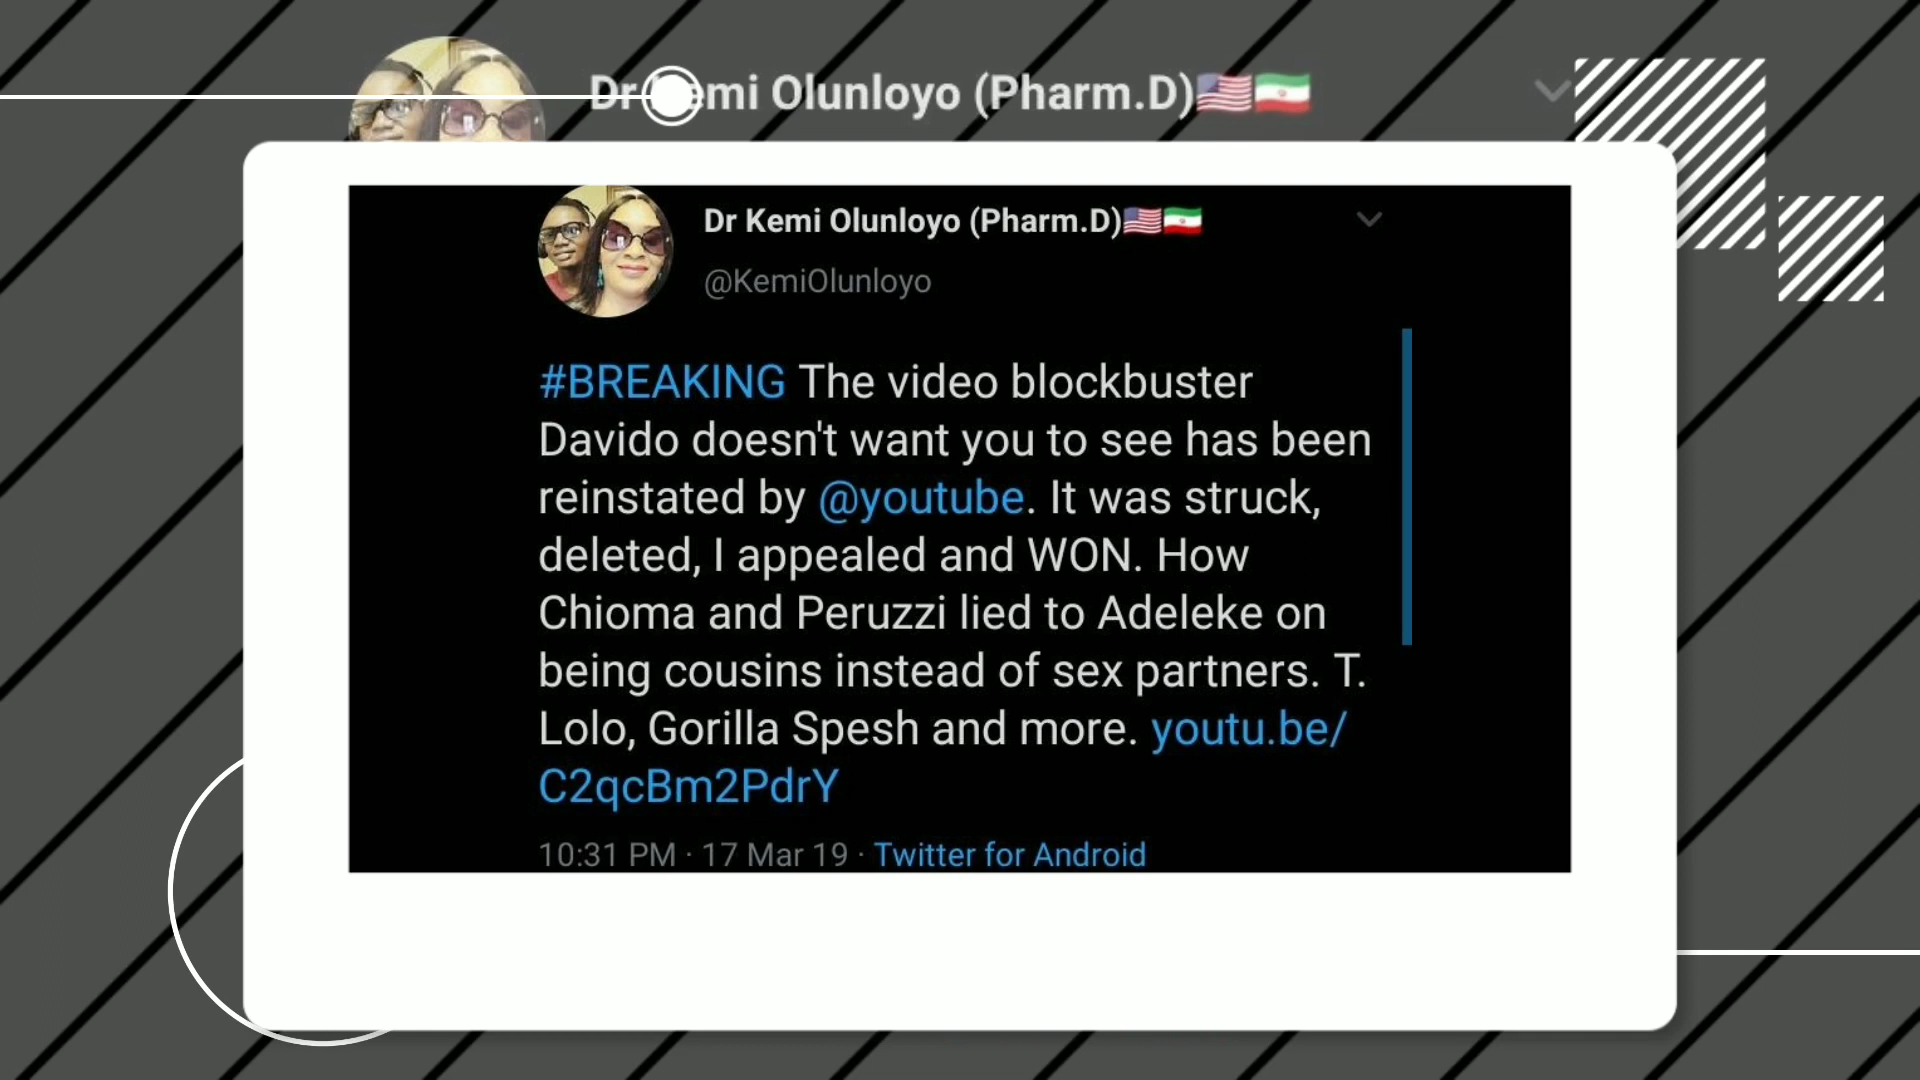 Dr emi Olunloyo (Pharm.D)
Dr Kemi Olunloyo (Pharm.D)
@KemiOlunloyo
#BREAKING The video blockbuster
Davido doesn't want you to see has been
reinstated by @youtube. It was struck,
deleted, I appealed and WON. How
Chioma and Peruzzi lied to Adeleke on
being cousins instead of sex partners. T.
Lolo, Gorilla Spesh and more. youtu.be/
C2qcBm2PdrY
10:31 PM · 17 Mar 19 · Twitter for Android